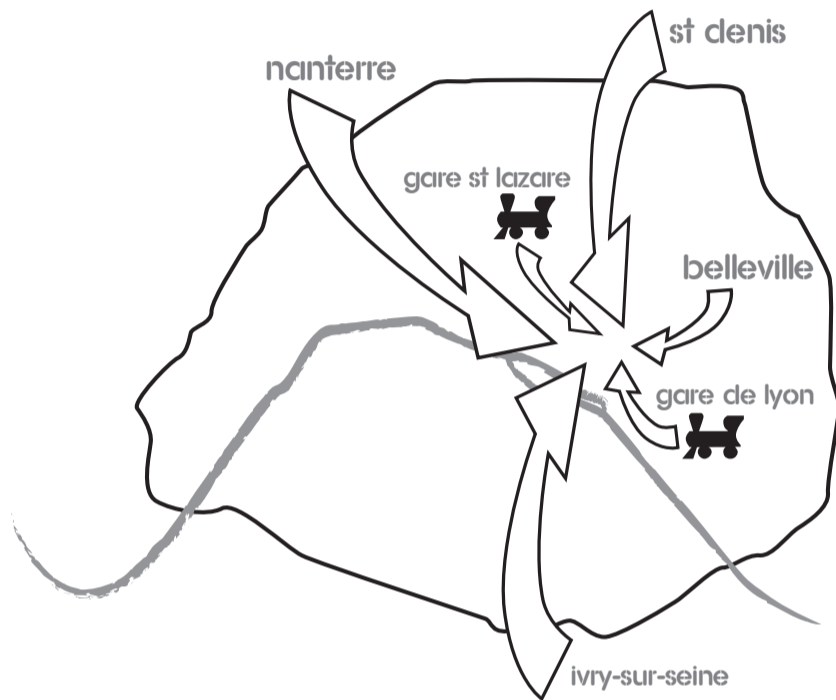 st denis
nanterre
gare st lazare
belleville
gare de lyon
ivry-sur-seine